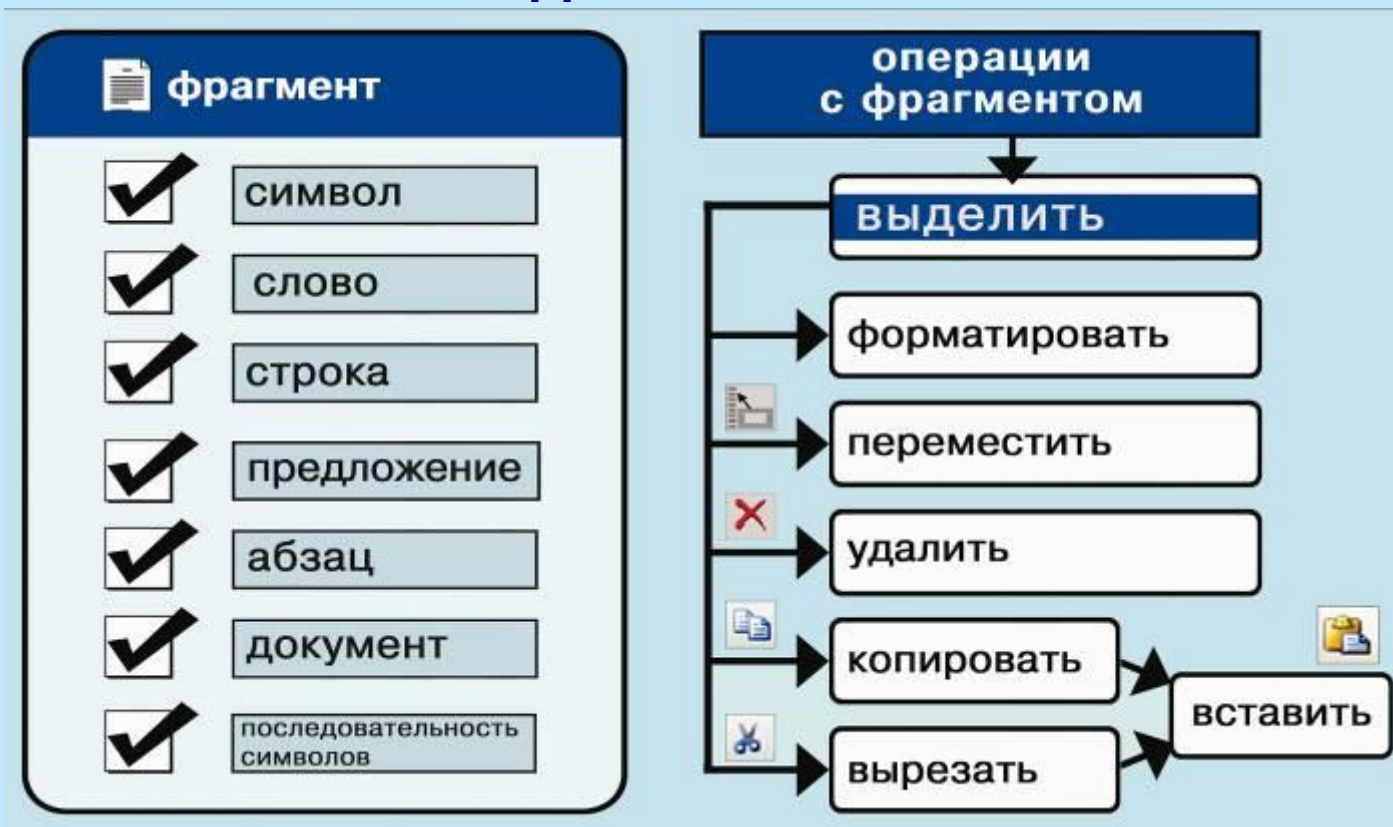 фрагмент
символ
слово
строка
предложение
абзац
документ
последовательность
символов
операции
с фрагментом
выделить
форматировать
переместить
удалить
копировать
вырезать
вставить